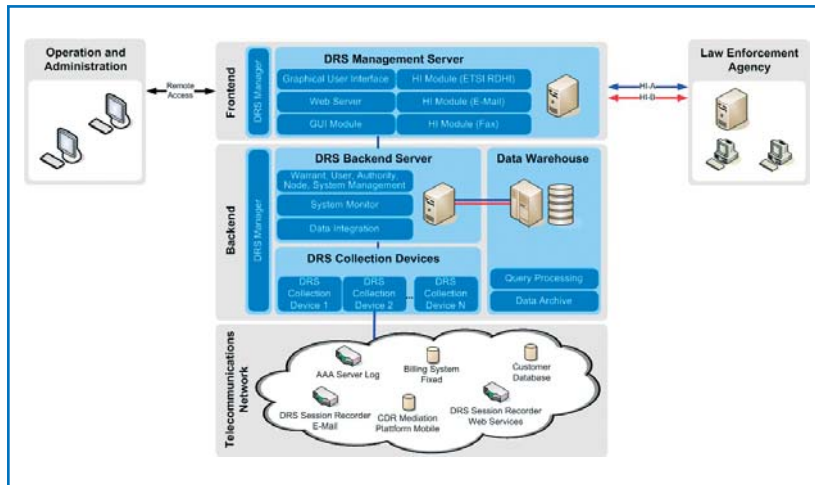 Operation and
Administration
Remote
Access
Frontend
DRS Manager
DRS Management Server
Graphical User Interface
HI Module (ETSI RDHI)
Web Server
HI Module (E-Mail)
GUI Module
HI Module (Fax)
HI-A
HI-B
Law Enforcement
Agency
Backend
DRS Manager
DRS Backend Server
Warrant, User, Authority,
Node, System Management
System Monitor
Data Integration
Data Warehouse
Query Processing
Data Archive
DRS Collection Devices
DRS
Collection
Device 1
DRS
Collection
Device 2
...
DRS
Collection
Device N
Telecommunications
Network
AAA Server Log
Billing System
Fixed
Customer
Database
DRS Session Recorder
E-Mail
CDR Mediation
Plattform Mobile
DRS Session Recorder
Web Services